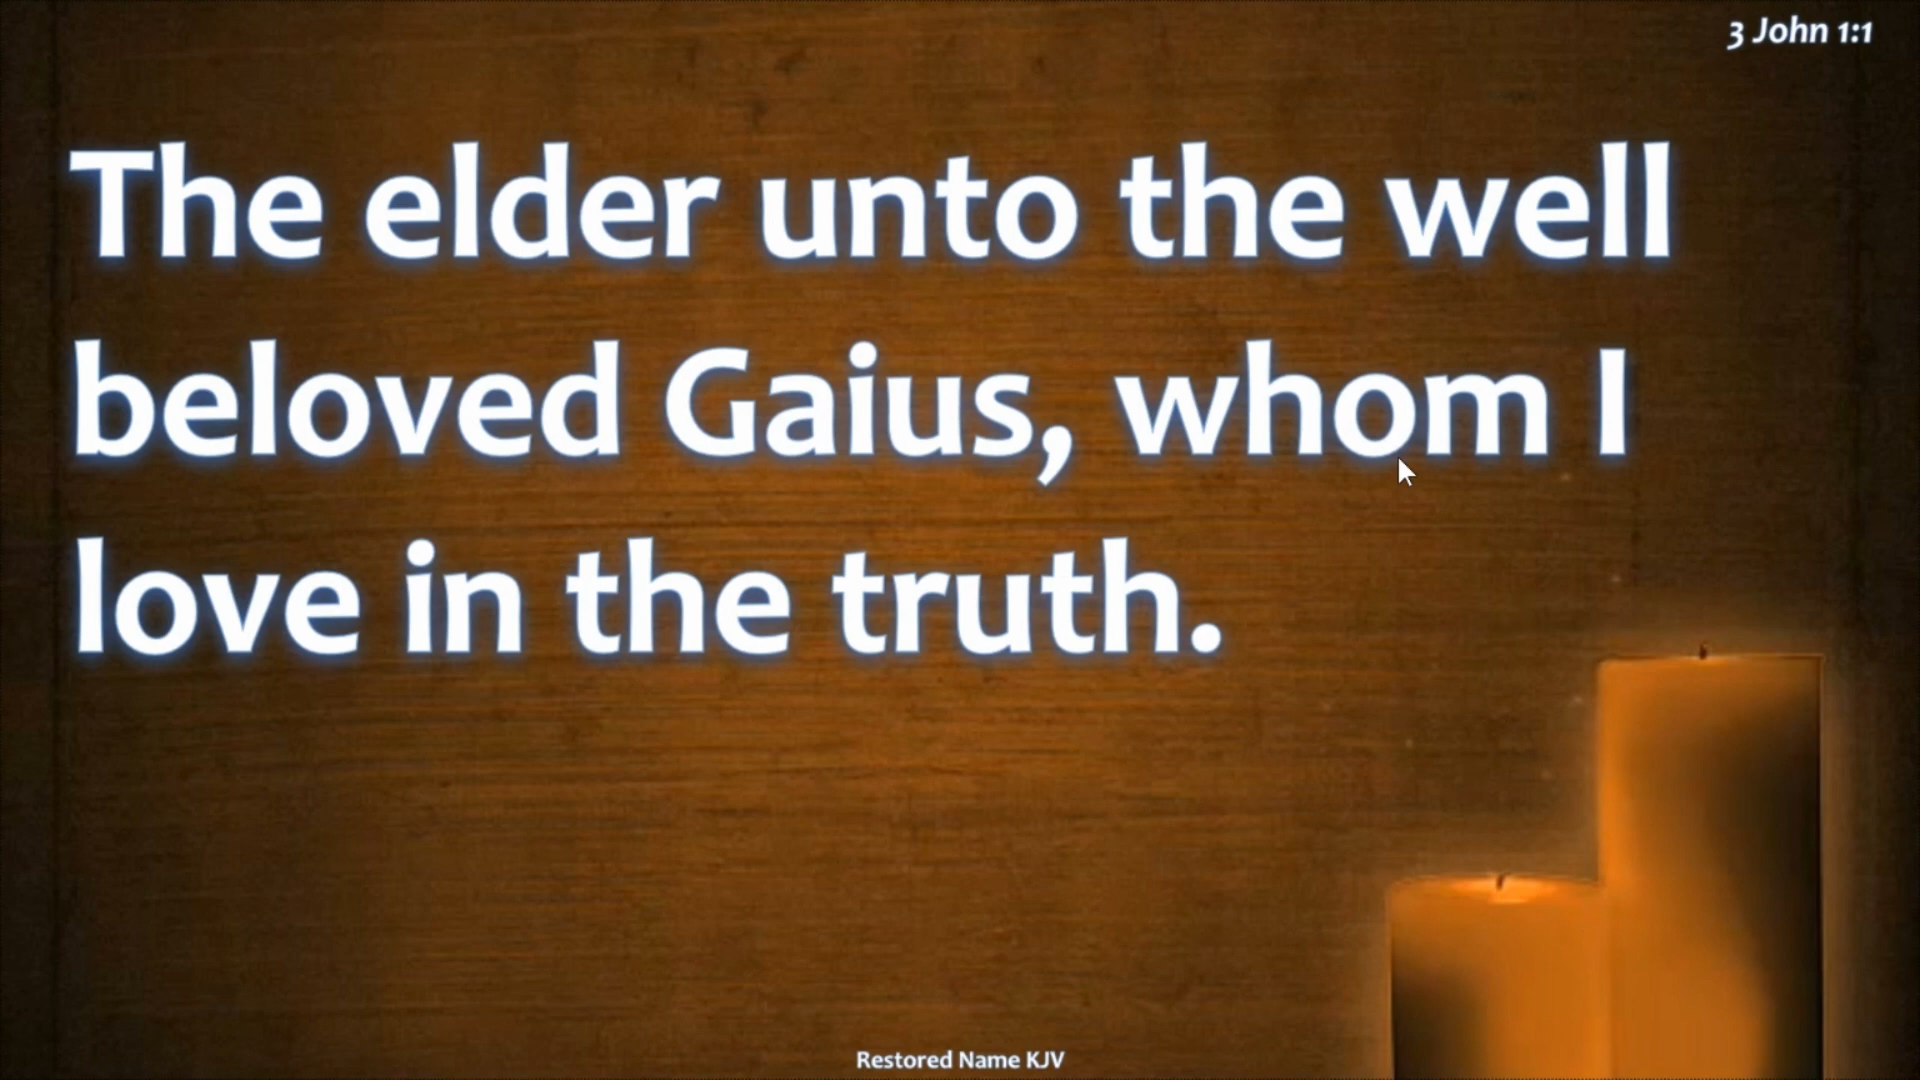 3 John 1:1
The elder unto the well
beloved Gaius, whom I
love in the truth.
Restored Name KJV